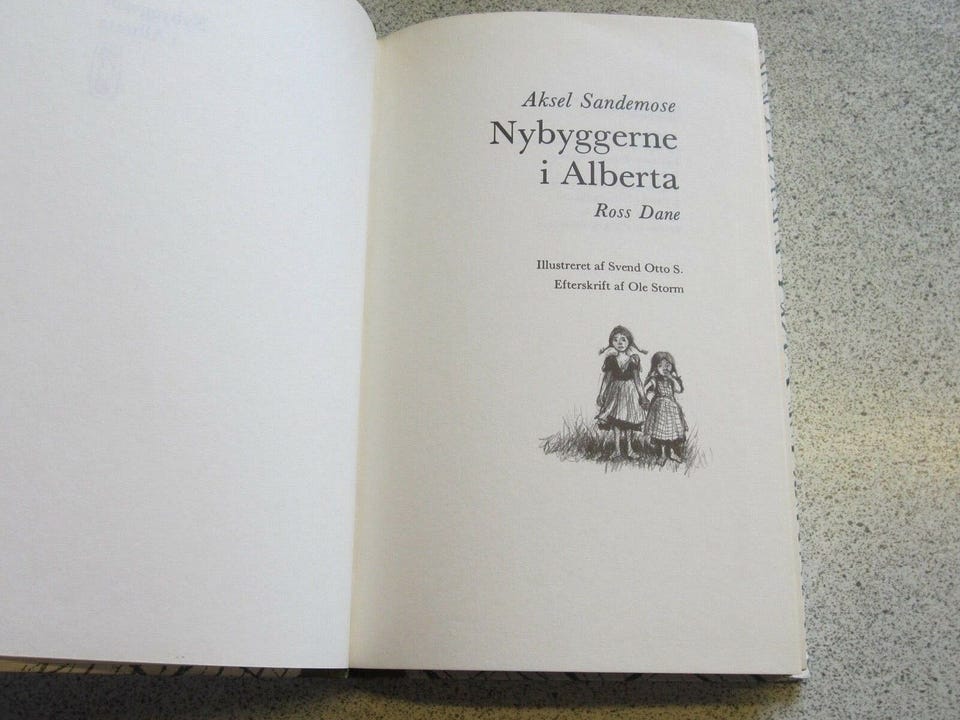 Aksel Sandemose
Nybyggerne
i Alberta
Ross Dane
Illustreret af Svend Otto S.
Efterskrift af Ole Storm